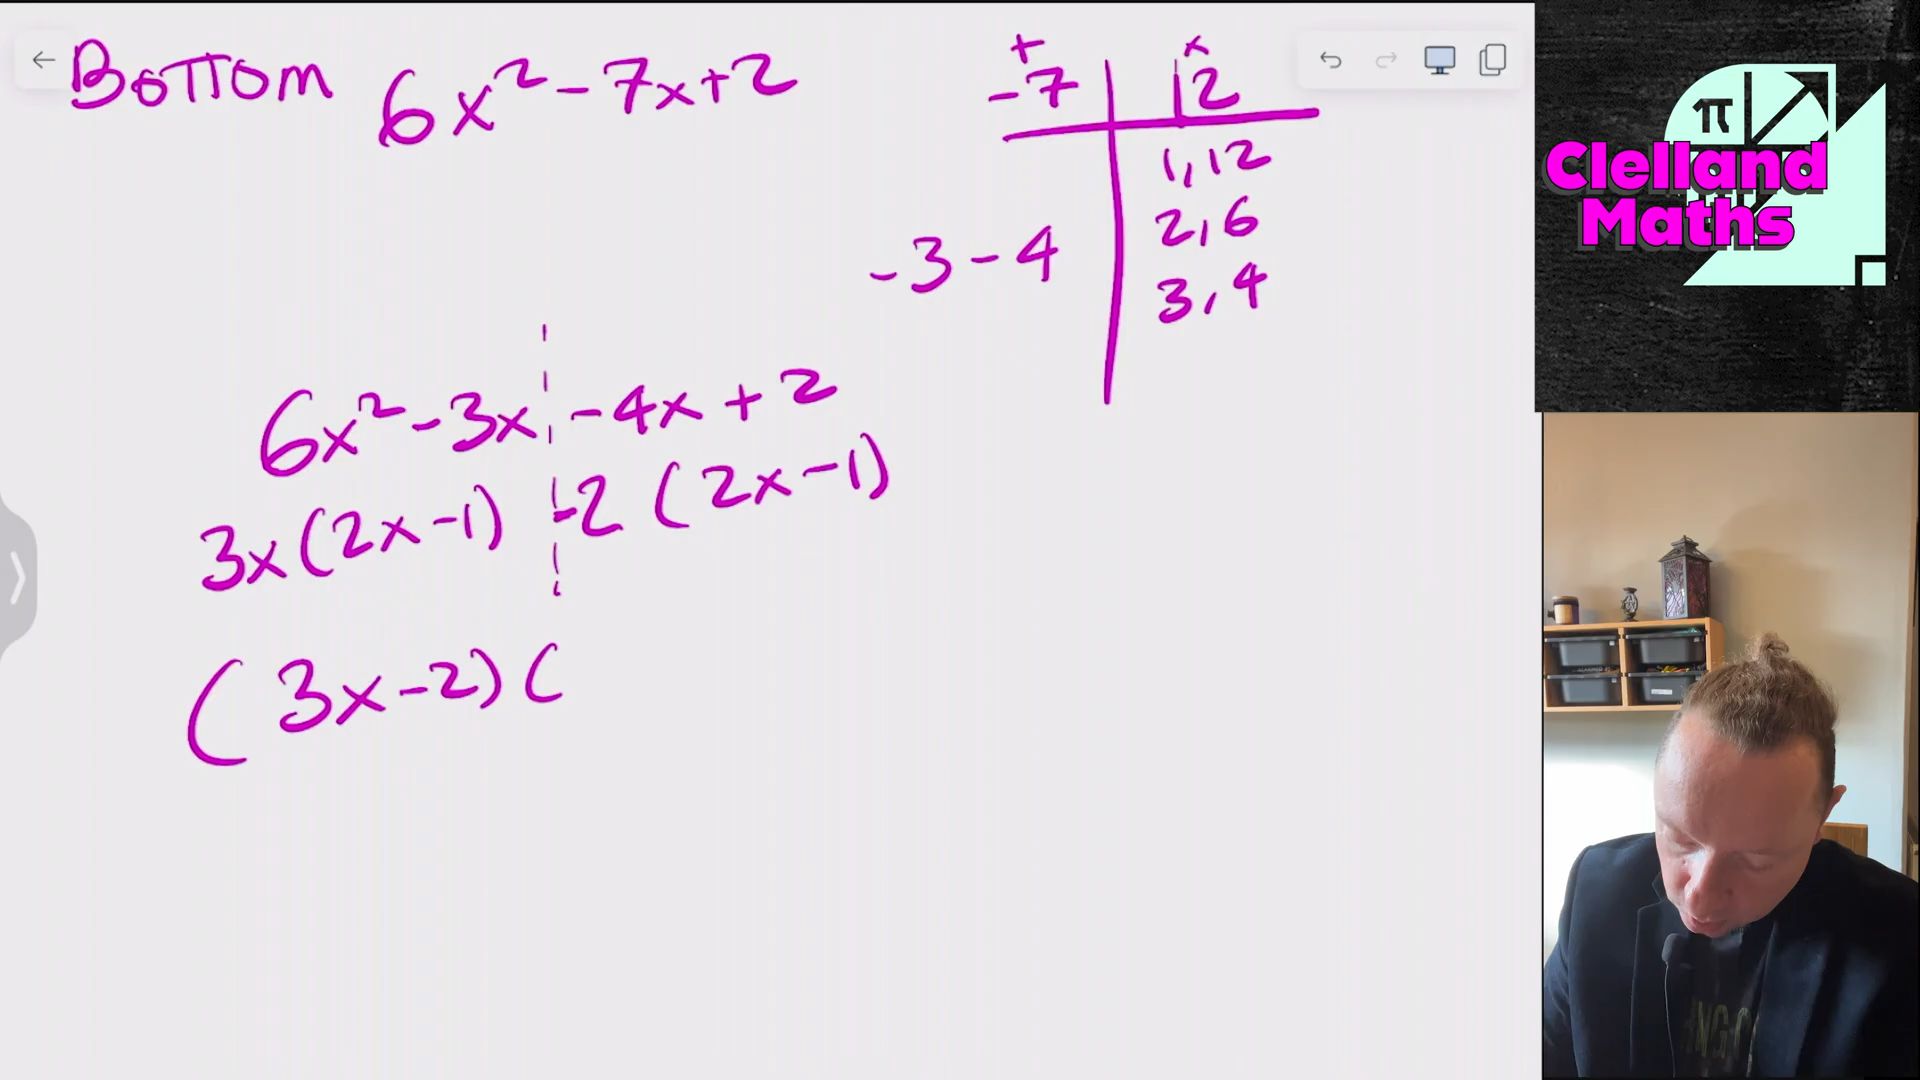 BOTTOM 6x² - 7x + 2
+ ×
-7 12
1, 12
2, 6
-3 - 4 3, 4
6x² - 3x - 4x + 2
3x (2x - 1) -2 (2x - 1)
(3x - 2) (
π
Clelland
Maths